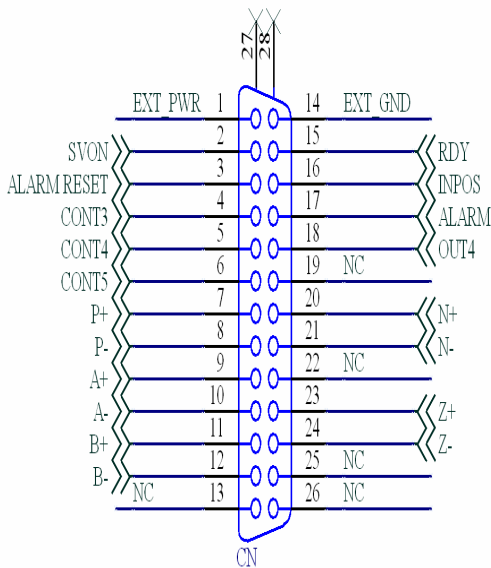 27 28
EXT_PWR 1 14 EXT_GND
2 15
SVON RDY
3 16
ALARM RESET INPOS
4 17
CONT3 ALARM
5 18
CONT4 OUT4
6 19 NC
CONT5
7 20
P+ N+
8 21
P- N-
9 22 NC
A+
10 23
A- Z+
11 24
B+ Z-
12 25 NC
B-
NC 13 26 NC
CN